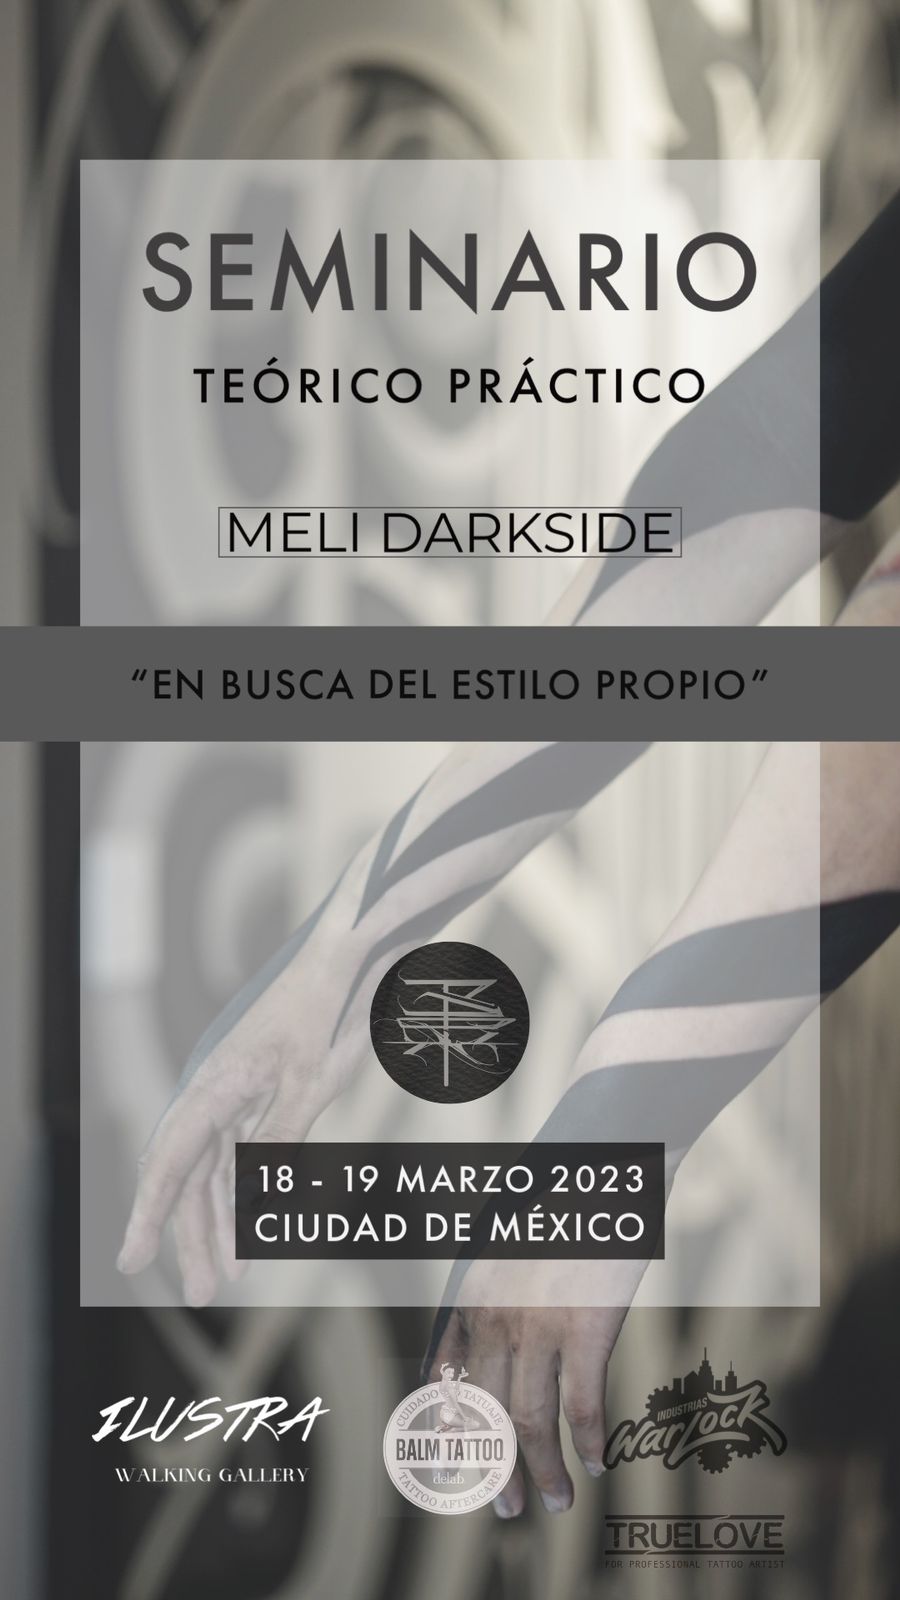 SEMINARIO
TEÓRICO PRÁCTICO
MELI DARKSIDE
“EN BUSCA DEL ESTILO PROPIO”
18 - 19 MARZO 2023
CIUDAD DE MÉXICO
ILUSTRA
WALKING GALLERY
CUIDADO TATUAJE
BALM TATTOO.
delab.
TATTOO AFTERCARE
INDUSTRIAS
WarLock
TRUELOVE
FOR PROFESSIONAL TATTOO ARTIST